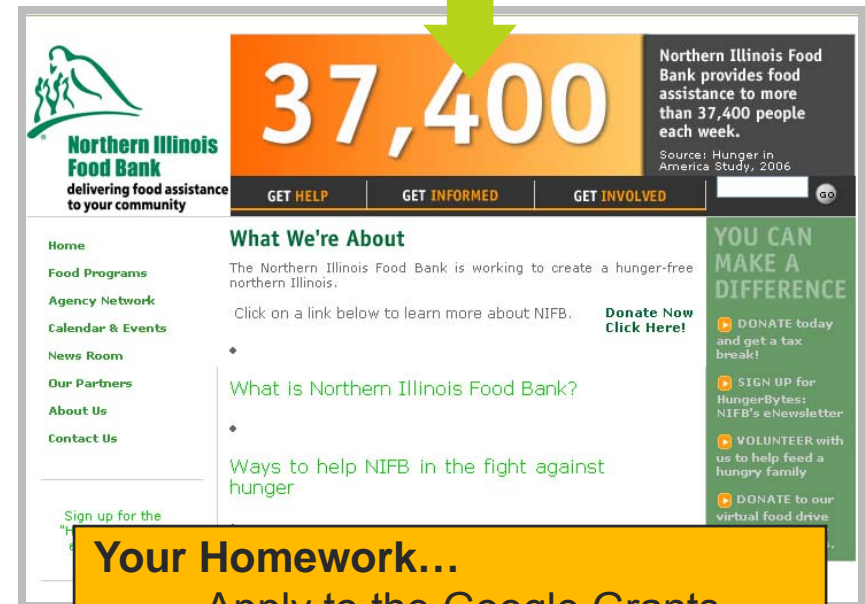 37,400
Northern Illinois Food
Bank provides food
assistance to more
than 37,400 people
each week.
Source: Hunger in
America Study, 2006
Northern Illinois
Food Bank
delivering food assistance
to your community
GET HELP
GET INFORMED
GET INVOLVED
GO
Home
Food Programs
Agency Network
Calendar & Events
News Room
Our Partners
About Us
Contact Us
Sign up for the
What We're About
The Northern Illinois Food Bank is working to create a hunger-free
northern Illinois.
Click on a link below to learn more about NIFB.
Donate Now
Click Here!
What is Northern Illinois Food Bank?
Ways to help NIFB in the fight against
hunger
YOU CAN
MAKE A
DIFFERENCE
DONATE today
and get a tax
break!
SIGN UP for
HungerBytes:
NIFB's eNewsletter
VOLUNTEER with
us to help feed a
hungry family
DONATE to our
virtual food drive
Your Homework…
Apply to the Google Grants